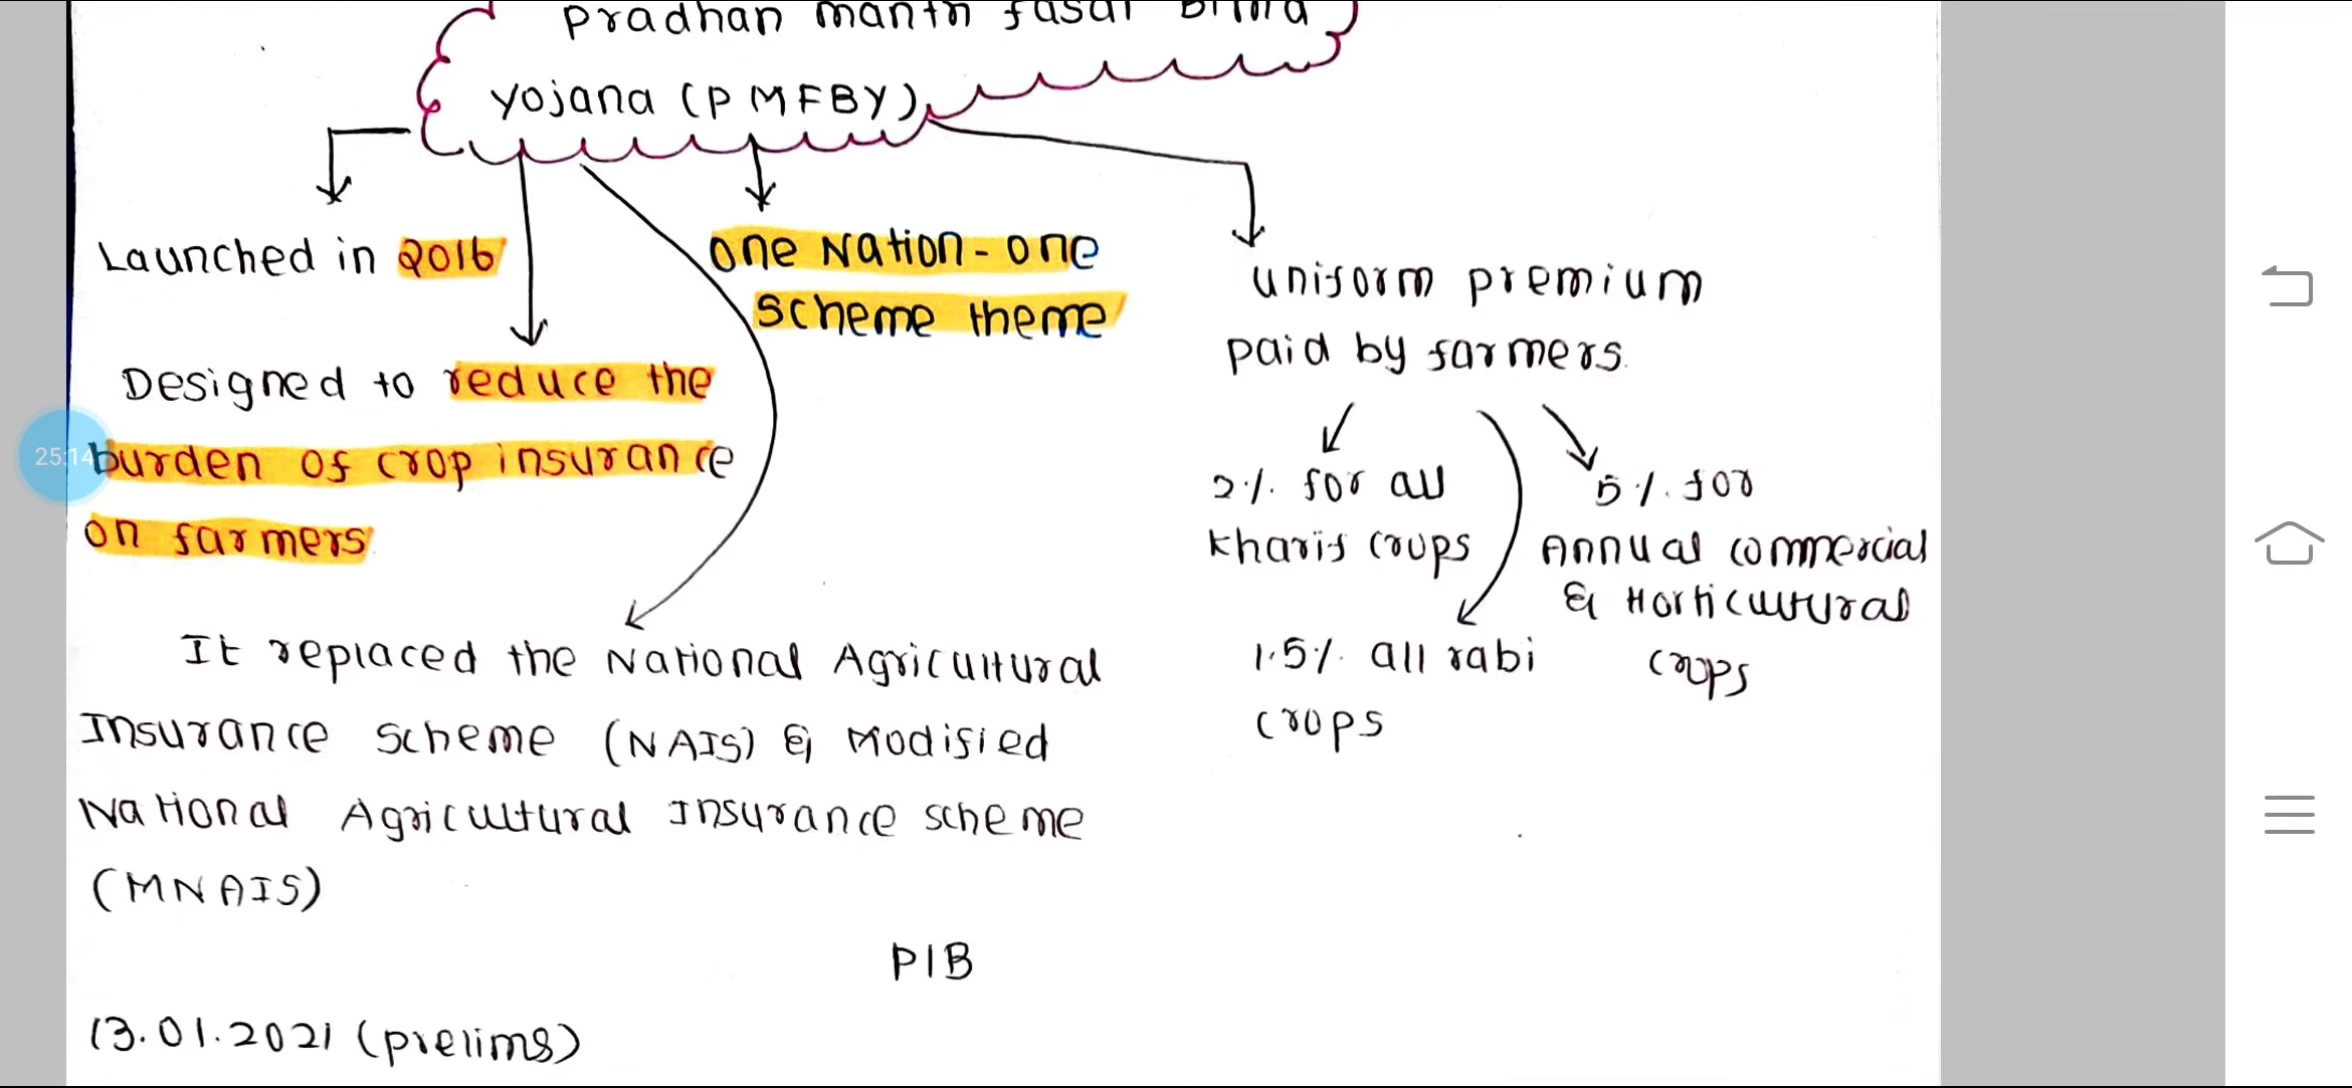 Pradhan mantri fasal Bima
Yojana (PMFBY)
Launched in 2016
Designed to reduce the
burden of crop insurance
on farmers
One Nation - one
scheme theme
uniform premium
paid by farmers.
2%. for all
kharif crops
5%. for
Annual commercial
& Horticultural
crops
1.5%. all rabi
crops
It replaced the National Agricultural
Insurance scheme (NAIS) & Modified
National Agricultural Insurance scheme
(MNAIS)
PIB
13.01.2021 (prelims)
25:14